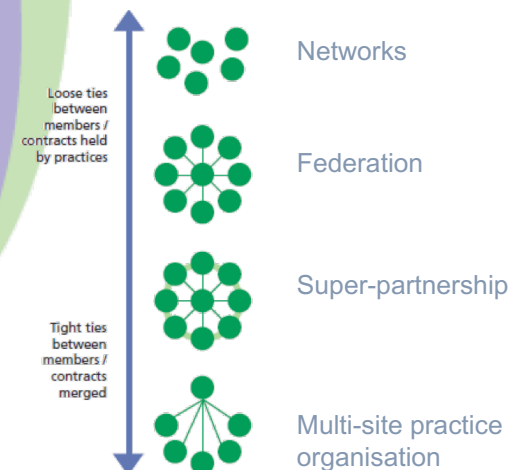 Networks
Loose ties
between
members /
contracts held
by practices
Federation
Super-partnership
Tight ties
between
members /
contracts
merged
Multi-site practice
organisation